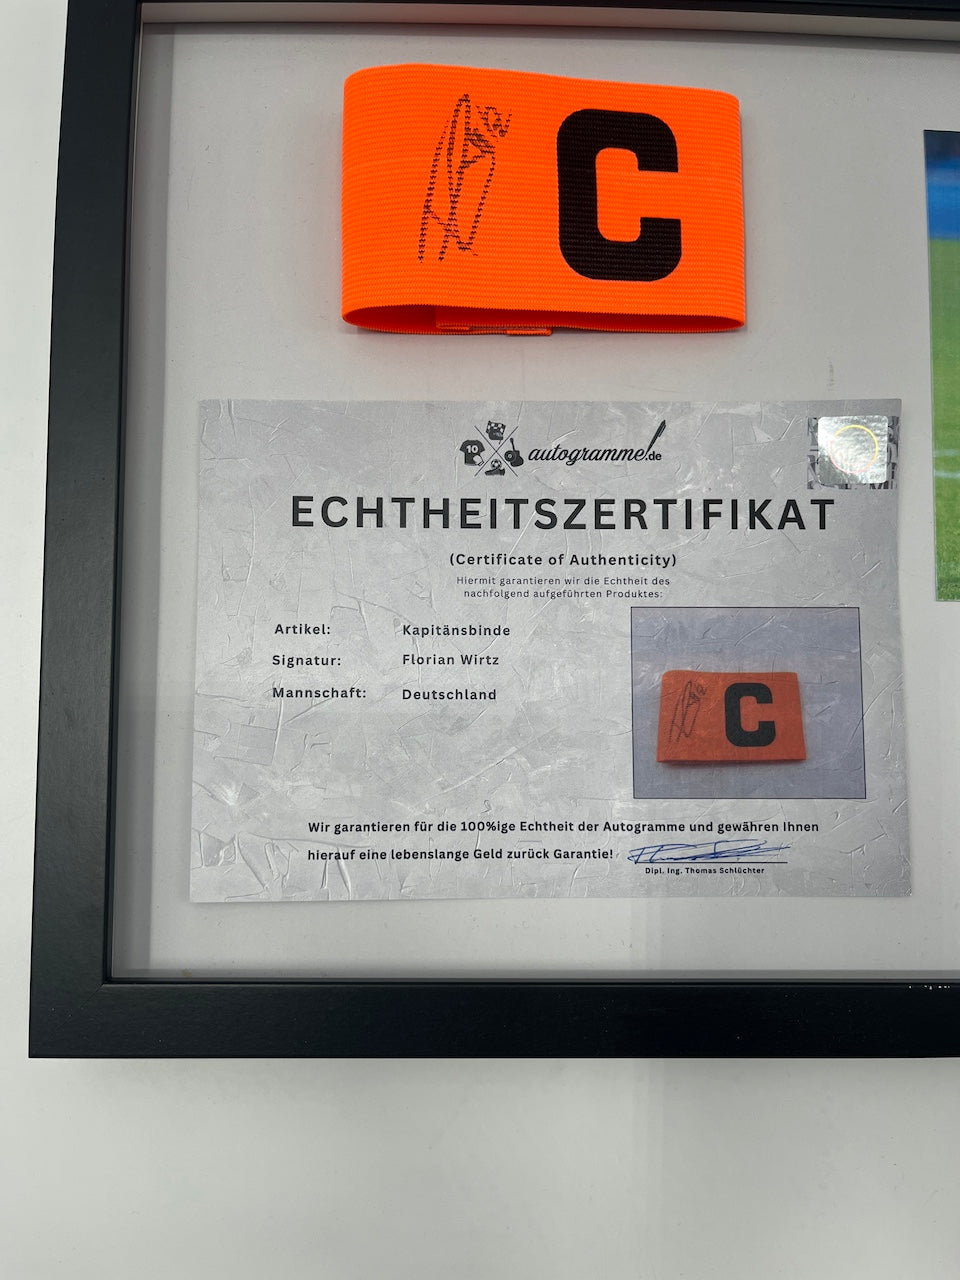 C
10
autogramme.de
ECHTHEITSZERTIFIKAT
(Certificate of Authenticity)
Hiermit garantieren wir die Echtheit des
nachfolgend aufgeführten Produktes:
Artikel: Kapitänsbinde
Signatur: Florian Wirtz
Mannschaft: Deutschland
C
Wir garantieren für die 100%ige Echtheit der Autogramme und gewähren Ihnen
hierauf eine lebenslange Geld zurück Garantie!
Dipl. Ing. Thomas Schlüchter